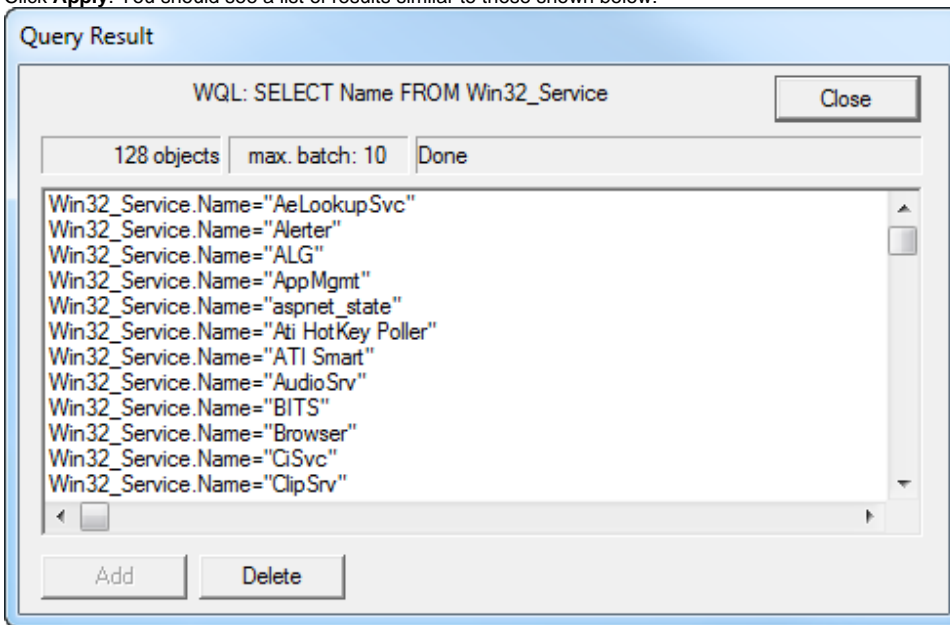 Click Apply. You should see a list of results similar to those shown below.
Query Result
WQL: SELECT Name FROM Win32_Service
Close
128 objects
max. batch: 10
Done
Win32_Service.Name="AeLookupSvc"
Win32_Service.Name="Alerter"
Win32_Service.Name="ALG"
Win32_Service.Name="AppMgmt"
Win32_Service.Name="aspnet_state"
Win32_Service.Name="Ati HotKey Poller"
Win32_Service.Name="ATI Smart"
Win32_Service.Name="AudioSrv"
Win32_Service.Name="BITS"
Win32_Service.Name="Browser"
Win32_Service.Name="CiSvc"
Win32_Service.Name="ClipSrv"
Add
Delete